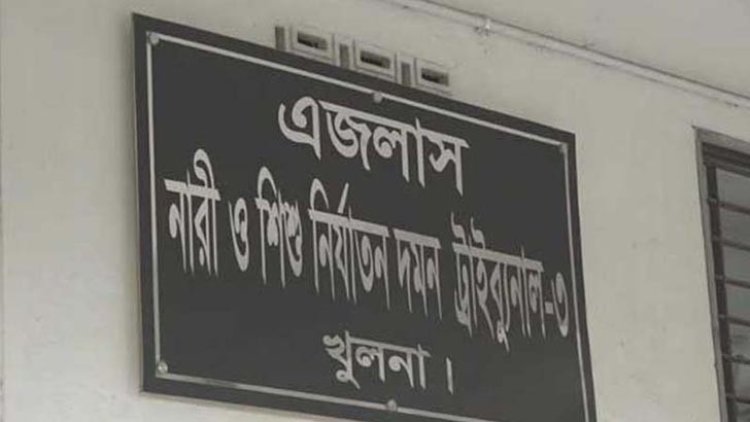 এজলাস
নারী ও শিশু নির্যাতন দমন ট্রাইব্যুনাল-৩
খুলনা।